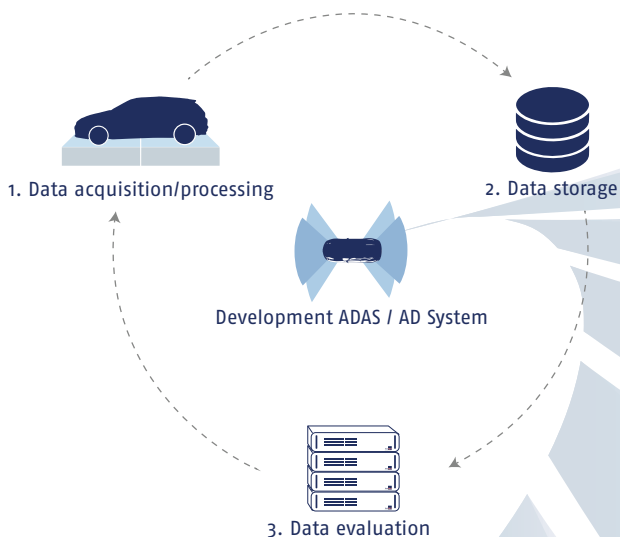 1. Data acquisition/processing
2. Data storage
Development ADAS / AD System
3. Data evaluation